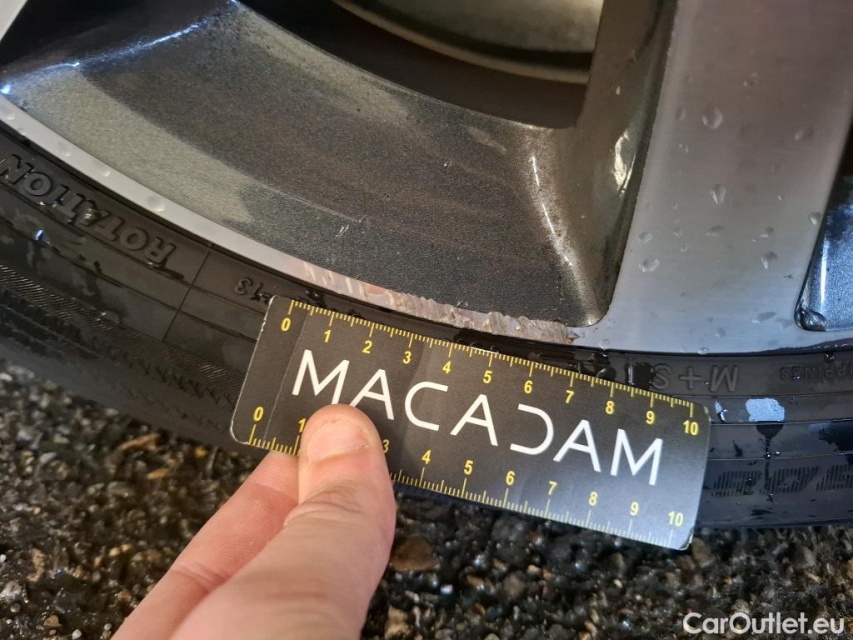 ROTATION
M+S
0 1 2 3 4 5 6 7 8 9 10
MACADAM
0 1 3 4 5 6 7 8 9 10
CarOutlet.eu